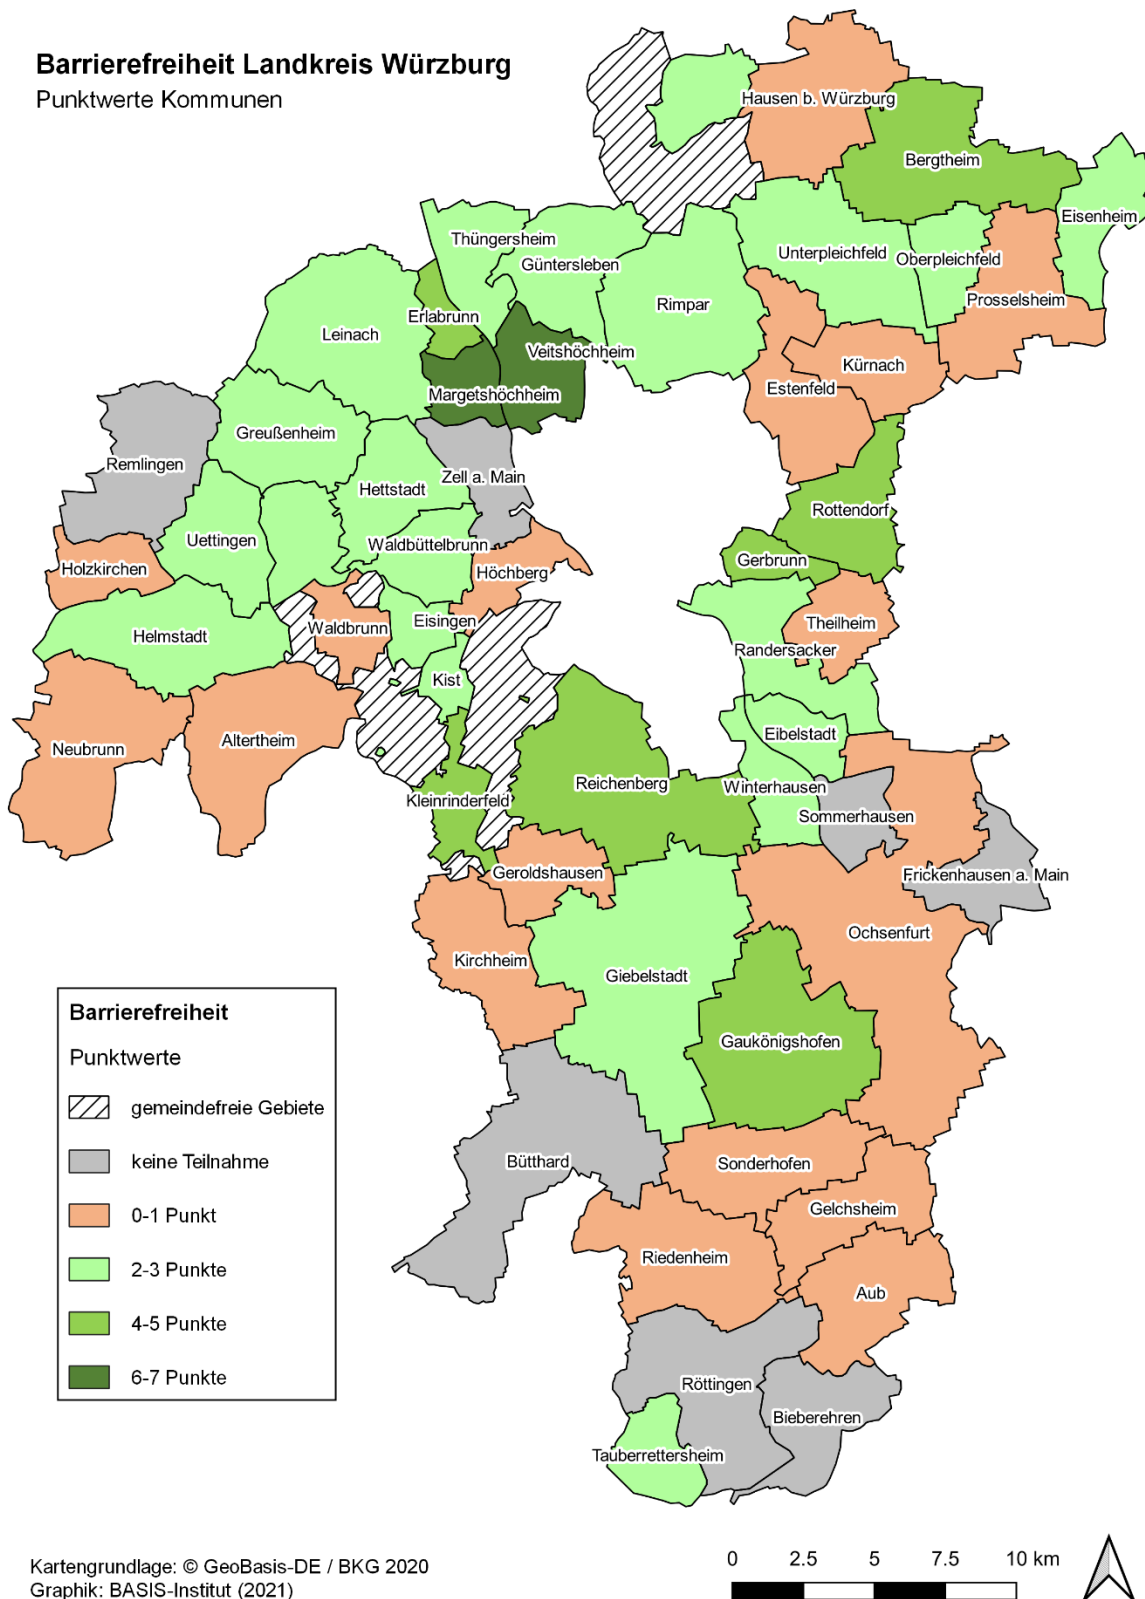 Barrierefreiheit Landkreis Würzburg
Punktwerte Kommunen
Hausen b. Würzburg
Bergtheim
Eisenheim
Thüngersheim
Güntersleben
Unterpleichfeld
Oberpleichfeld
Prosselsheim
Rimpar
Erlabrunn
Leinach
Veitshöchheim
Margetshöchheim
Kürnach
Estenfeld
Greußenheim
Remlingen
Zell a. Main
Hettstadt
Rottendorf
Uettingen
Waldbüttelbrunn
Gerbrunn
Holzkirchen
Höchberg
Theilheim
Eisingen
Waldbrunn
Helmstadt
Randersacker
Kist
Eibelstadt
Altertheim
Neubrunn
Reichenberg
Winterhausen
Kleinrinderfeld
Sommerhausen
Geroldshausen
Frickenhausen a. Main
Ochsenfurt
Kirchheim
Giebelstadt
Gaukönigshofen
Bütthard
Sonderhofen
Gelchsheim
Riedenheim
Aub
Röttingen
Bieberehren
Tauberrettersheim
Barrierefreiheit
Punktwerte
gemeindefreie Gebiete
keine Teilnahme
0-1 Punkt
2-3 Punkte
4-5 Punkte
6-7 Punkte
Kartengrundlage: © GeoBasis-DE / BKG 2020
Graphik: BASIS-Institut (2021)
0 2.5 5 7.5 10 km